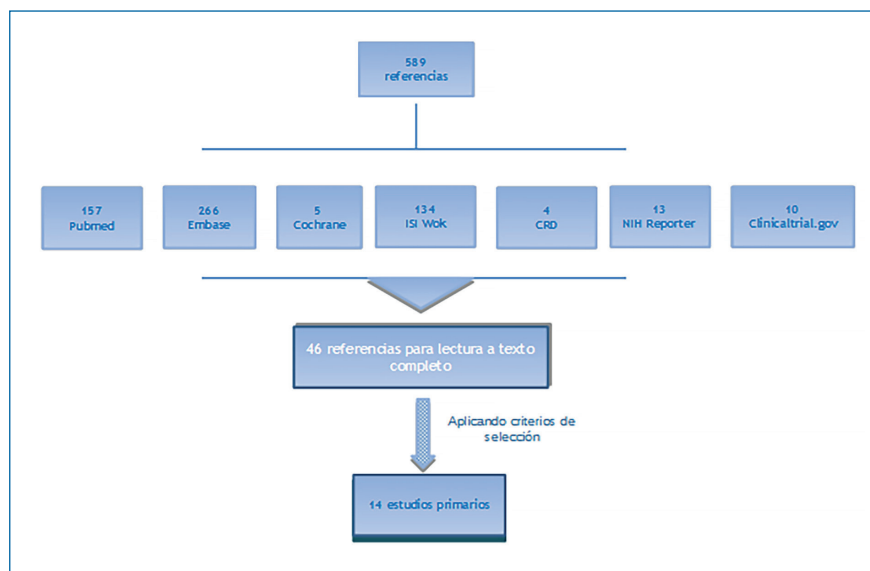 589
referencias
157
Pubmed
266
Embase
5
Cochrane
134
ISI Wok
4
CRD
13
NIH Reporter
10
Clinicaltrial.gov
46 referencias para lectura a texto
completo
Aplicando criterios de
selección
14 estudios primarios